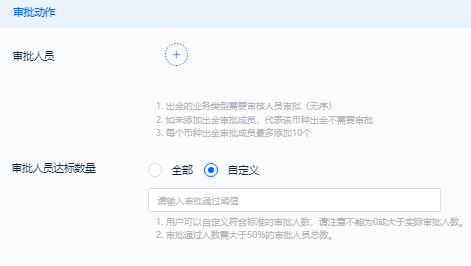 审批动作
审批人员
1. 出金的业务类型需要审核人员审批（无序）
2. 如未添加出金审批成员，代表该币种出金不需要审批
3. 每个币种出金审批成员最多添加10个
审批人员达标数量
全部 自定义
请输入审批通过阈值
1. 用户可以自定义符合标准的审批人数，请注意不能为0或大于实际审批人数。
2. 审批通过人数需大于50%的审批人员总数。